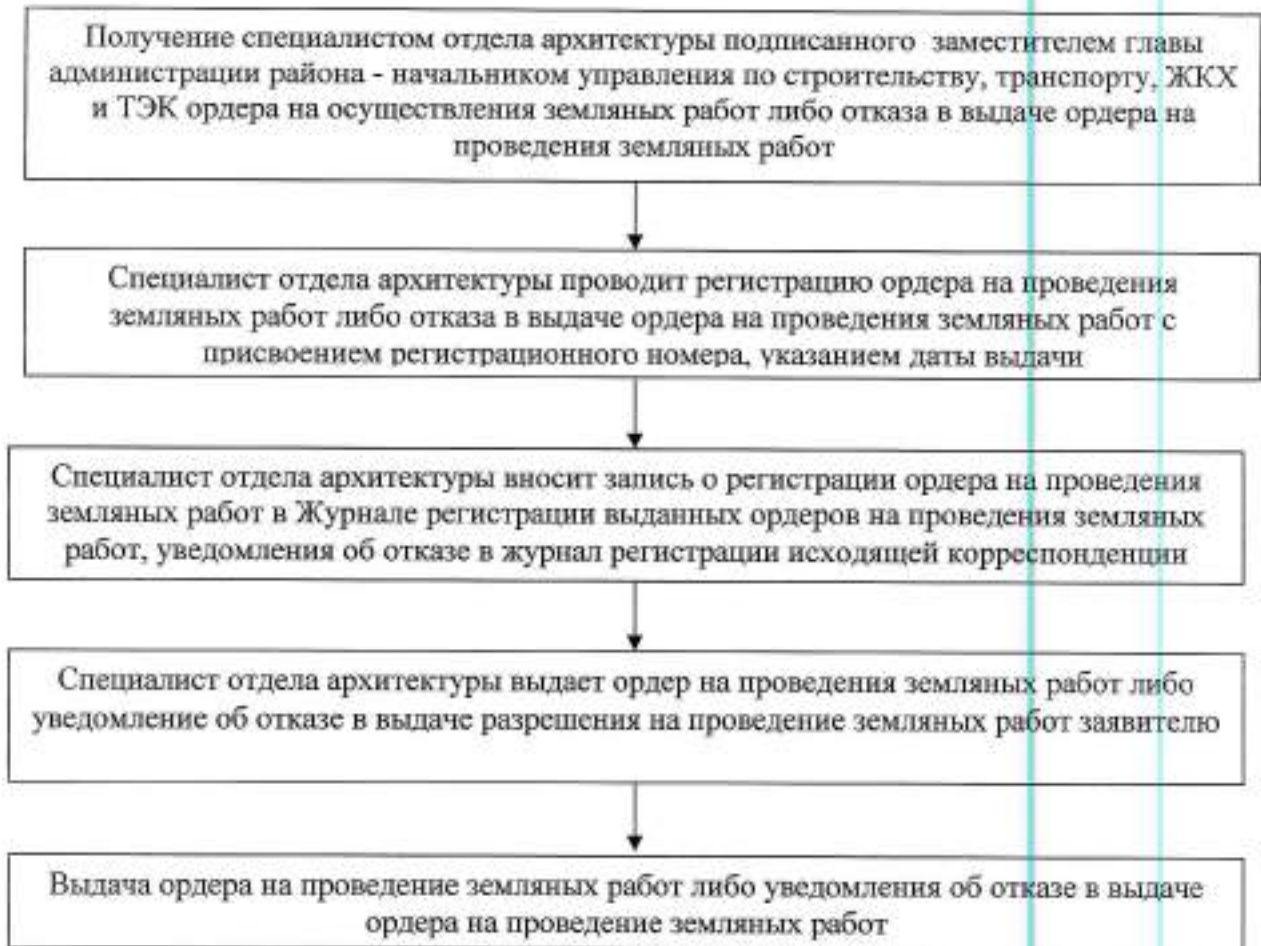 Получение специалистом отдела архитектуры подписанного заместителем главы
администрации района - начальником управления по строительству, транспорту, ЖКХ
и ТЭК ордера на осуществления земляных работ либо отказа в выдаче ордера на
проведения земляных работ
Специалист отдела архитектуры проводит регистрацию ордера на проведения
земляных работ либо отказа в выдаче ордера на проведения земляных работ с
присвоением регистрационного номера, указанием даты выдачи
Специалист отдела архитектуры вносит запись о регистрации ордера на проведения
земляных работ в Журнале регистрации выданных ордеров на проведения земляных
работ, уведомления об отказе в журнал регистрации исходящей корреспонденции
Специалист отдела архитектуры выдает ордер на проведения земляных работ либо
уведомление об отказе в выдаче разрешения на проведение земляных работ заявителю
Выдача ордера на проведение земляных работ либо уведомления об отказе в выдаче
ордера на проведение земляных работ